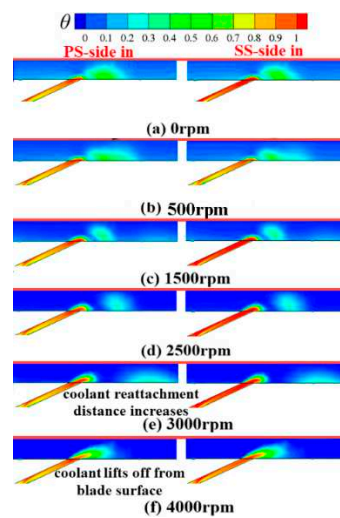 θ
0 0.1 0.2 0.3 0.4 0.5 0.6 0.7 0.8 0.9 1
PS-side in SS-side in
(a) 0rpm
(b) 500rpm
(c) 1500rpm
(d) 2500rpm
coolant reattachment
distance increases
(e) 3000rpm
coolant lifts off from
blade surface
(f) 4000rpm